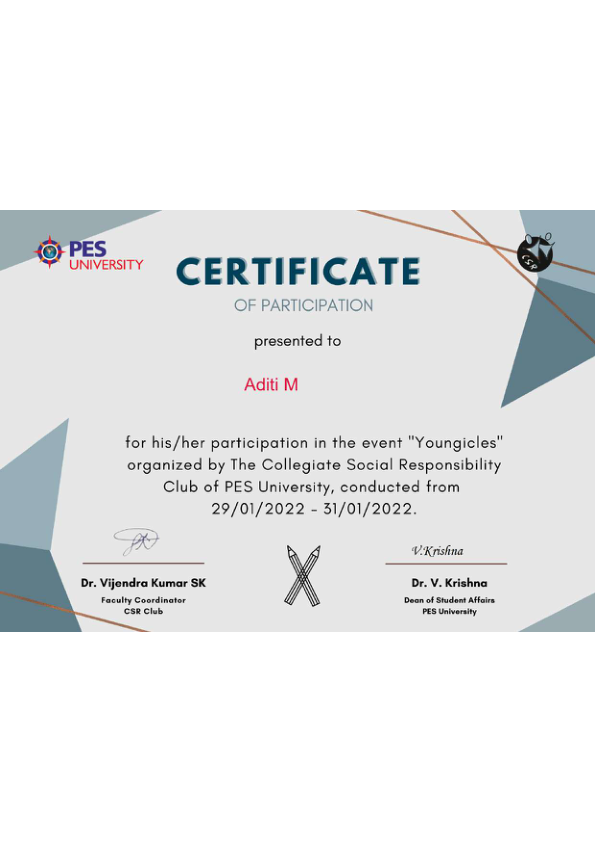 PES
UNIVERSITY
CSR
CERTIFICATE
OF PARTICIPATION
presented to
Aditi M
for his/her participation in the event "Youngicles"
organized by The Collegiate Social Responsibility
Club of PES University, conducted from
29/01/2022 - 31/01/2022.
V.Krishna
Dr. Vijendra Kumar SK
Dr. V. Krishna
Faculty Coordinator
CSR Club
Dean of Student Affairs
PES University